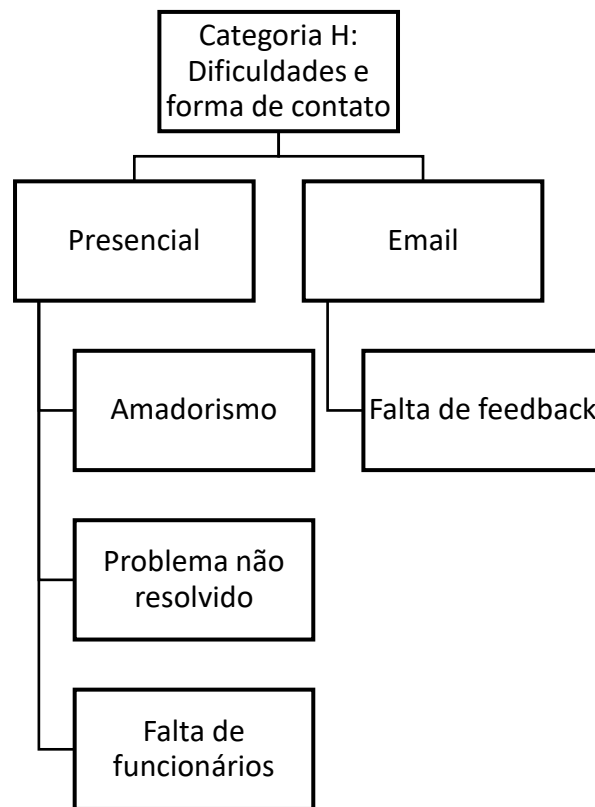 Categoria H:
Dificuldades e
forma de contato
Presencial
Email
Amadorismo
Falta de feedback
Problema não
resolvido
Falta de
funcionários